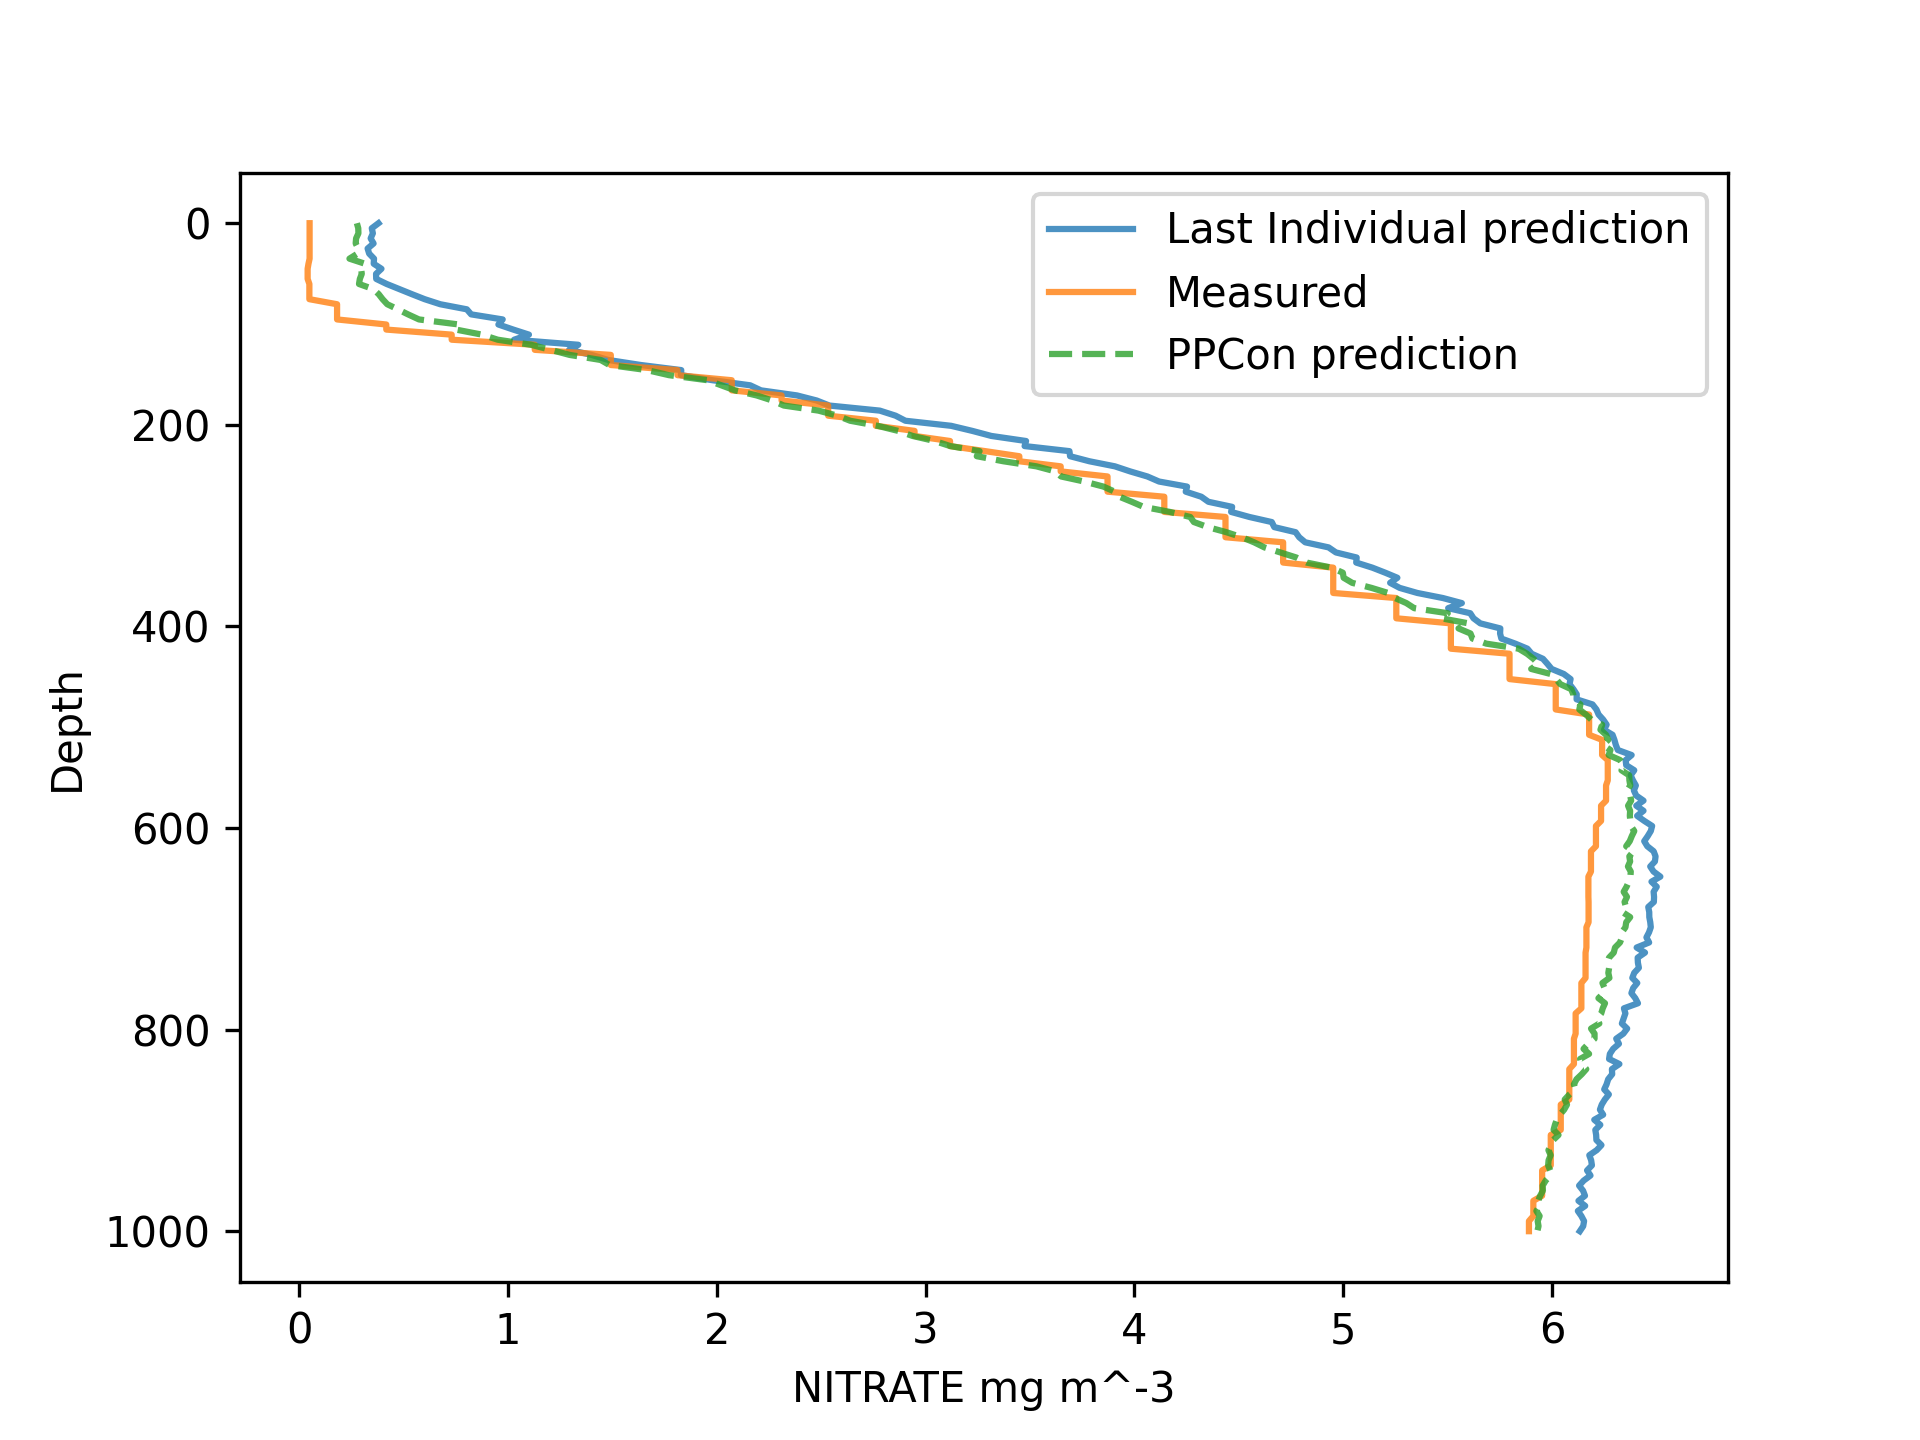 Last Individual prediction
Measured
PPCon prediction
0
200
400
600
800
1000
Depth
0 1 2 3 4 5 6
NITRATE mg m^-3